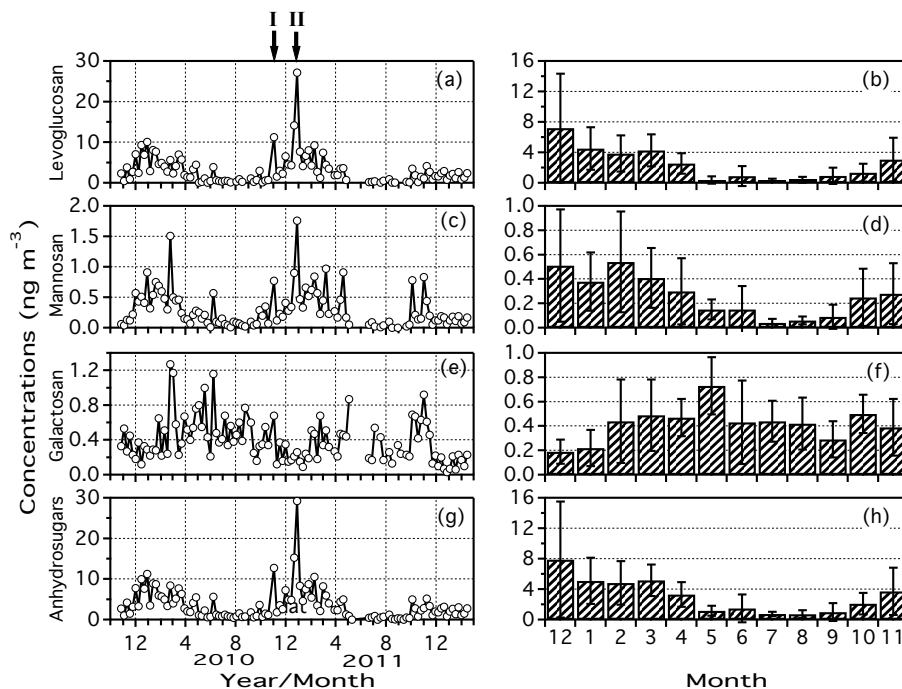 I II
30
20
10
0
Levoglucosan
(a)
16
12
8
4
0
(b)
2.0
1.5
1.0
0.5
0.0
Mannosan
(c)
1.0
0.8
0.6
0.4
0.2
0.0
(d)
Concentrations (ng m⁻³)
1.2
0.8
0.4
0.0
Galactosan
(e)
1.0
0.8
0.6
0.4
0.2
0.0
(f)
30
20
10
0
Anhydrosugars
(g)
16
12
8
4
0
(h)
12 4 8 12 4 8 12
2010 2011
Year/Month
12 1 2 3 4 5 6 7 8 9 10 11
Month